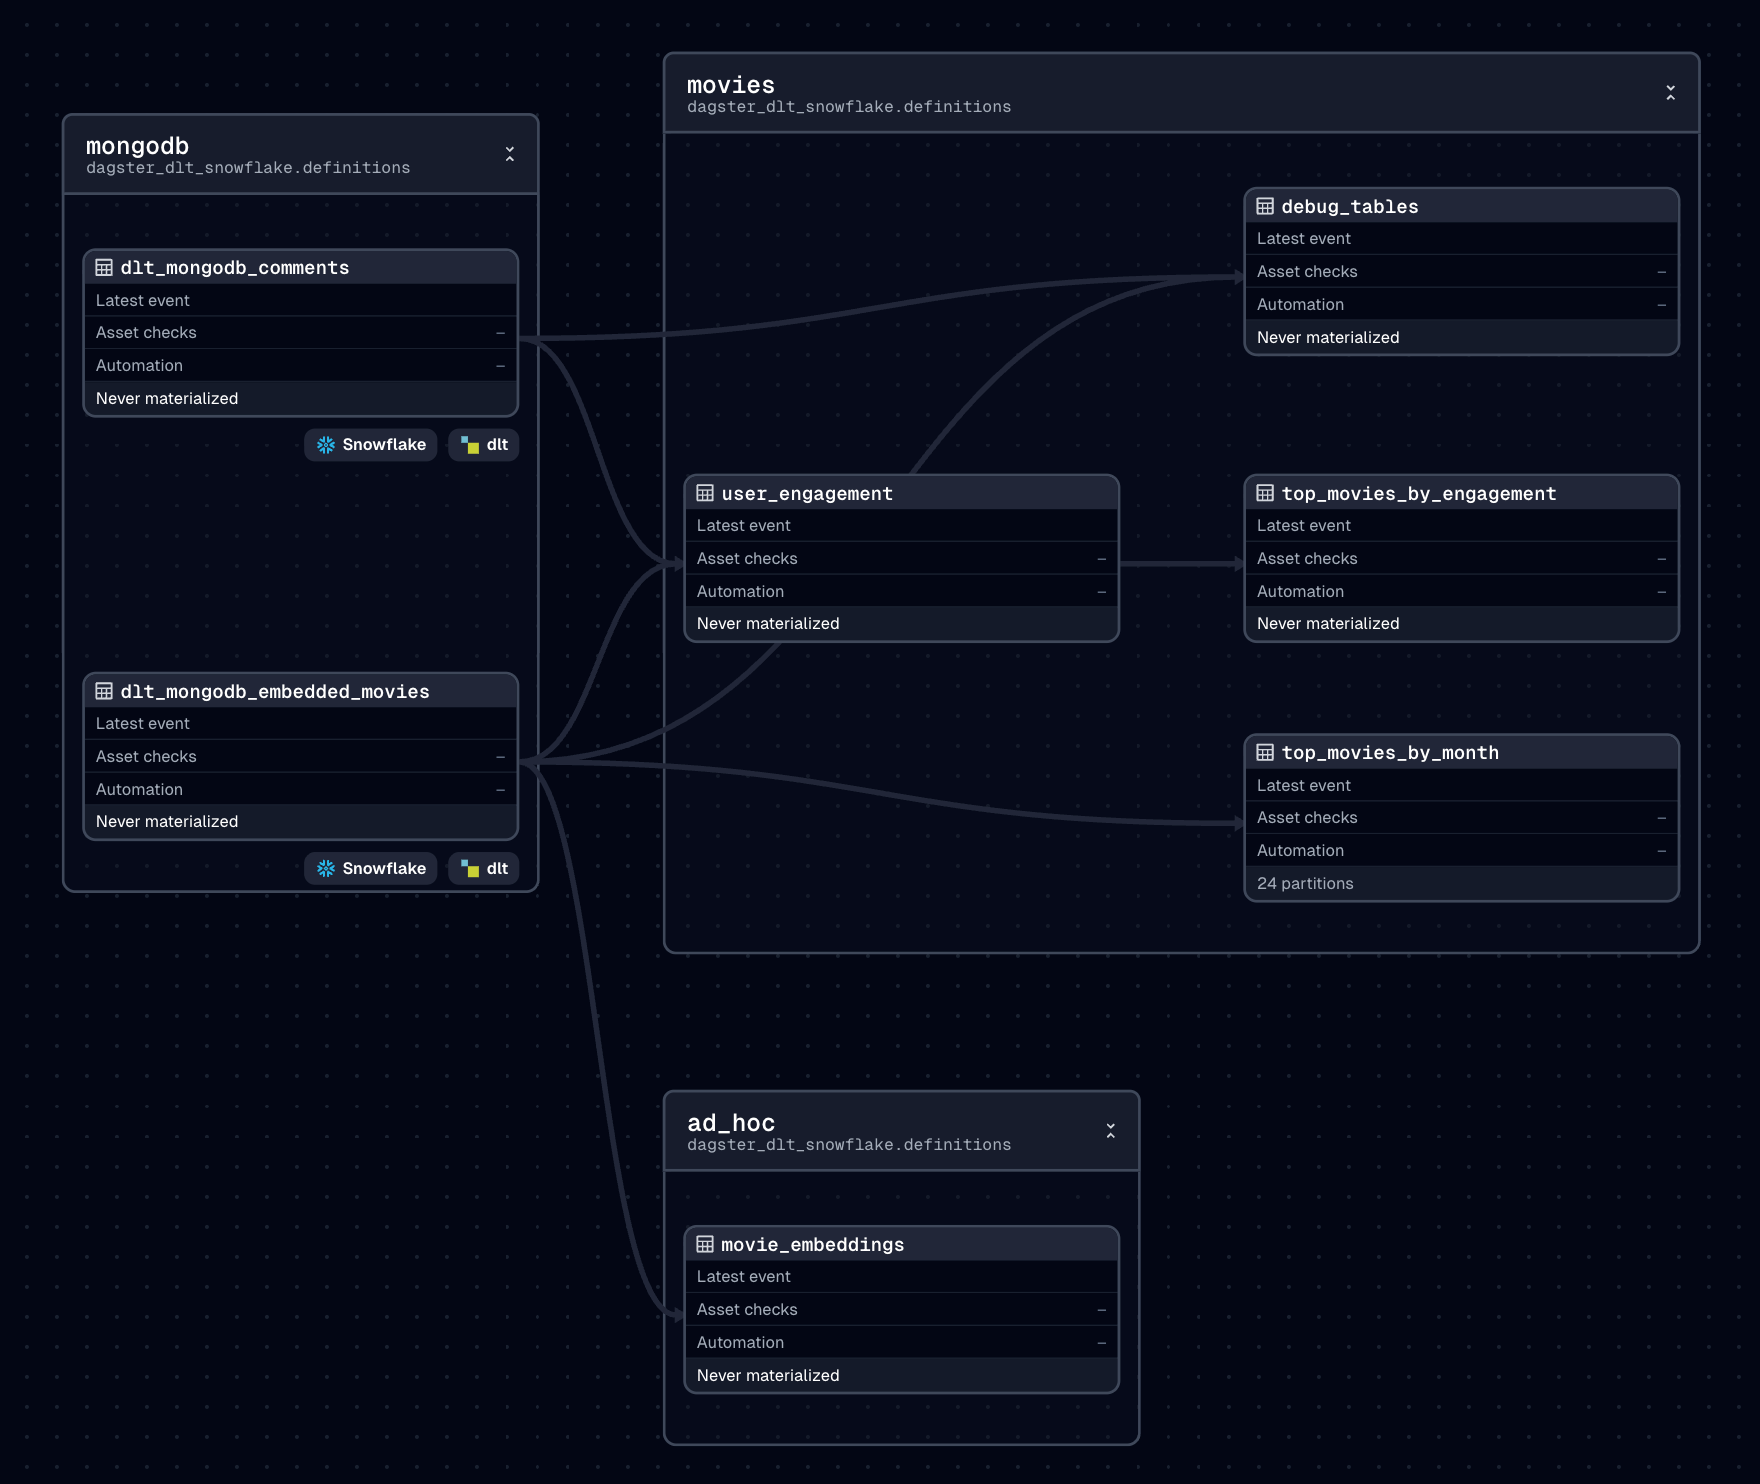 mongodb
dagster_dlt_snowflake.definitions
dlt_mongodb_comments
Latest event
Asset checks –
Automation –
Never materialized
Snowflake dlt
dlt_mongodb_embedded_movies
Latest event
Asset checks –
Automation –
Never materialized
Snowflake dlt
movies
dagster_dlt_snowflake.definitions
debug_tables
Latest event
Asset checks –
Automation –
Never materialized
user_engagement
Latest event
Asset checks –
Automation –
Never materialized
top_movies_by_engagement
Latest event
Asset checks –
Automation –
Never materialized
top_movies_by_month
Latest event
Asset checks –
Automation –
24 partitions
ad_hoc
dagster_dlt_snowflake.definitions
movie_embeddings
Latest event
Asset checks –
Automation –
Never materialized